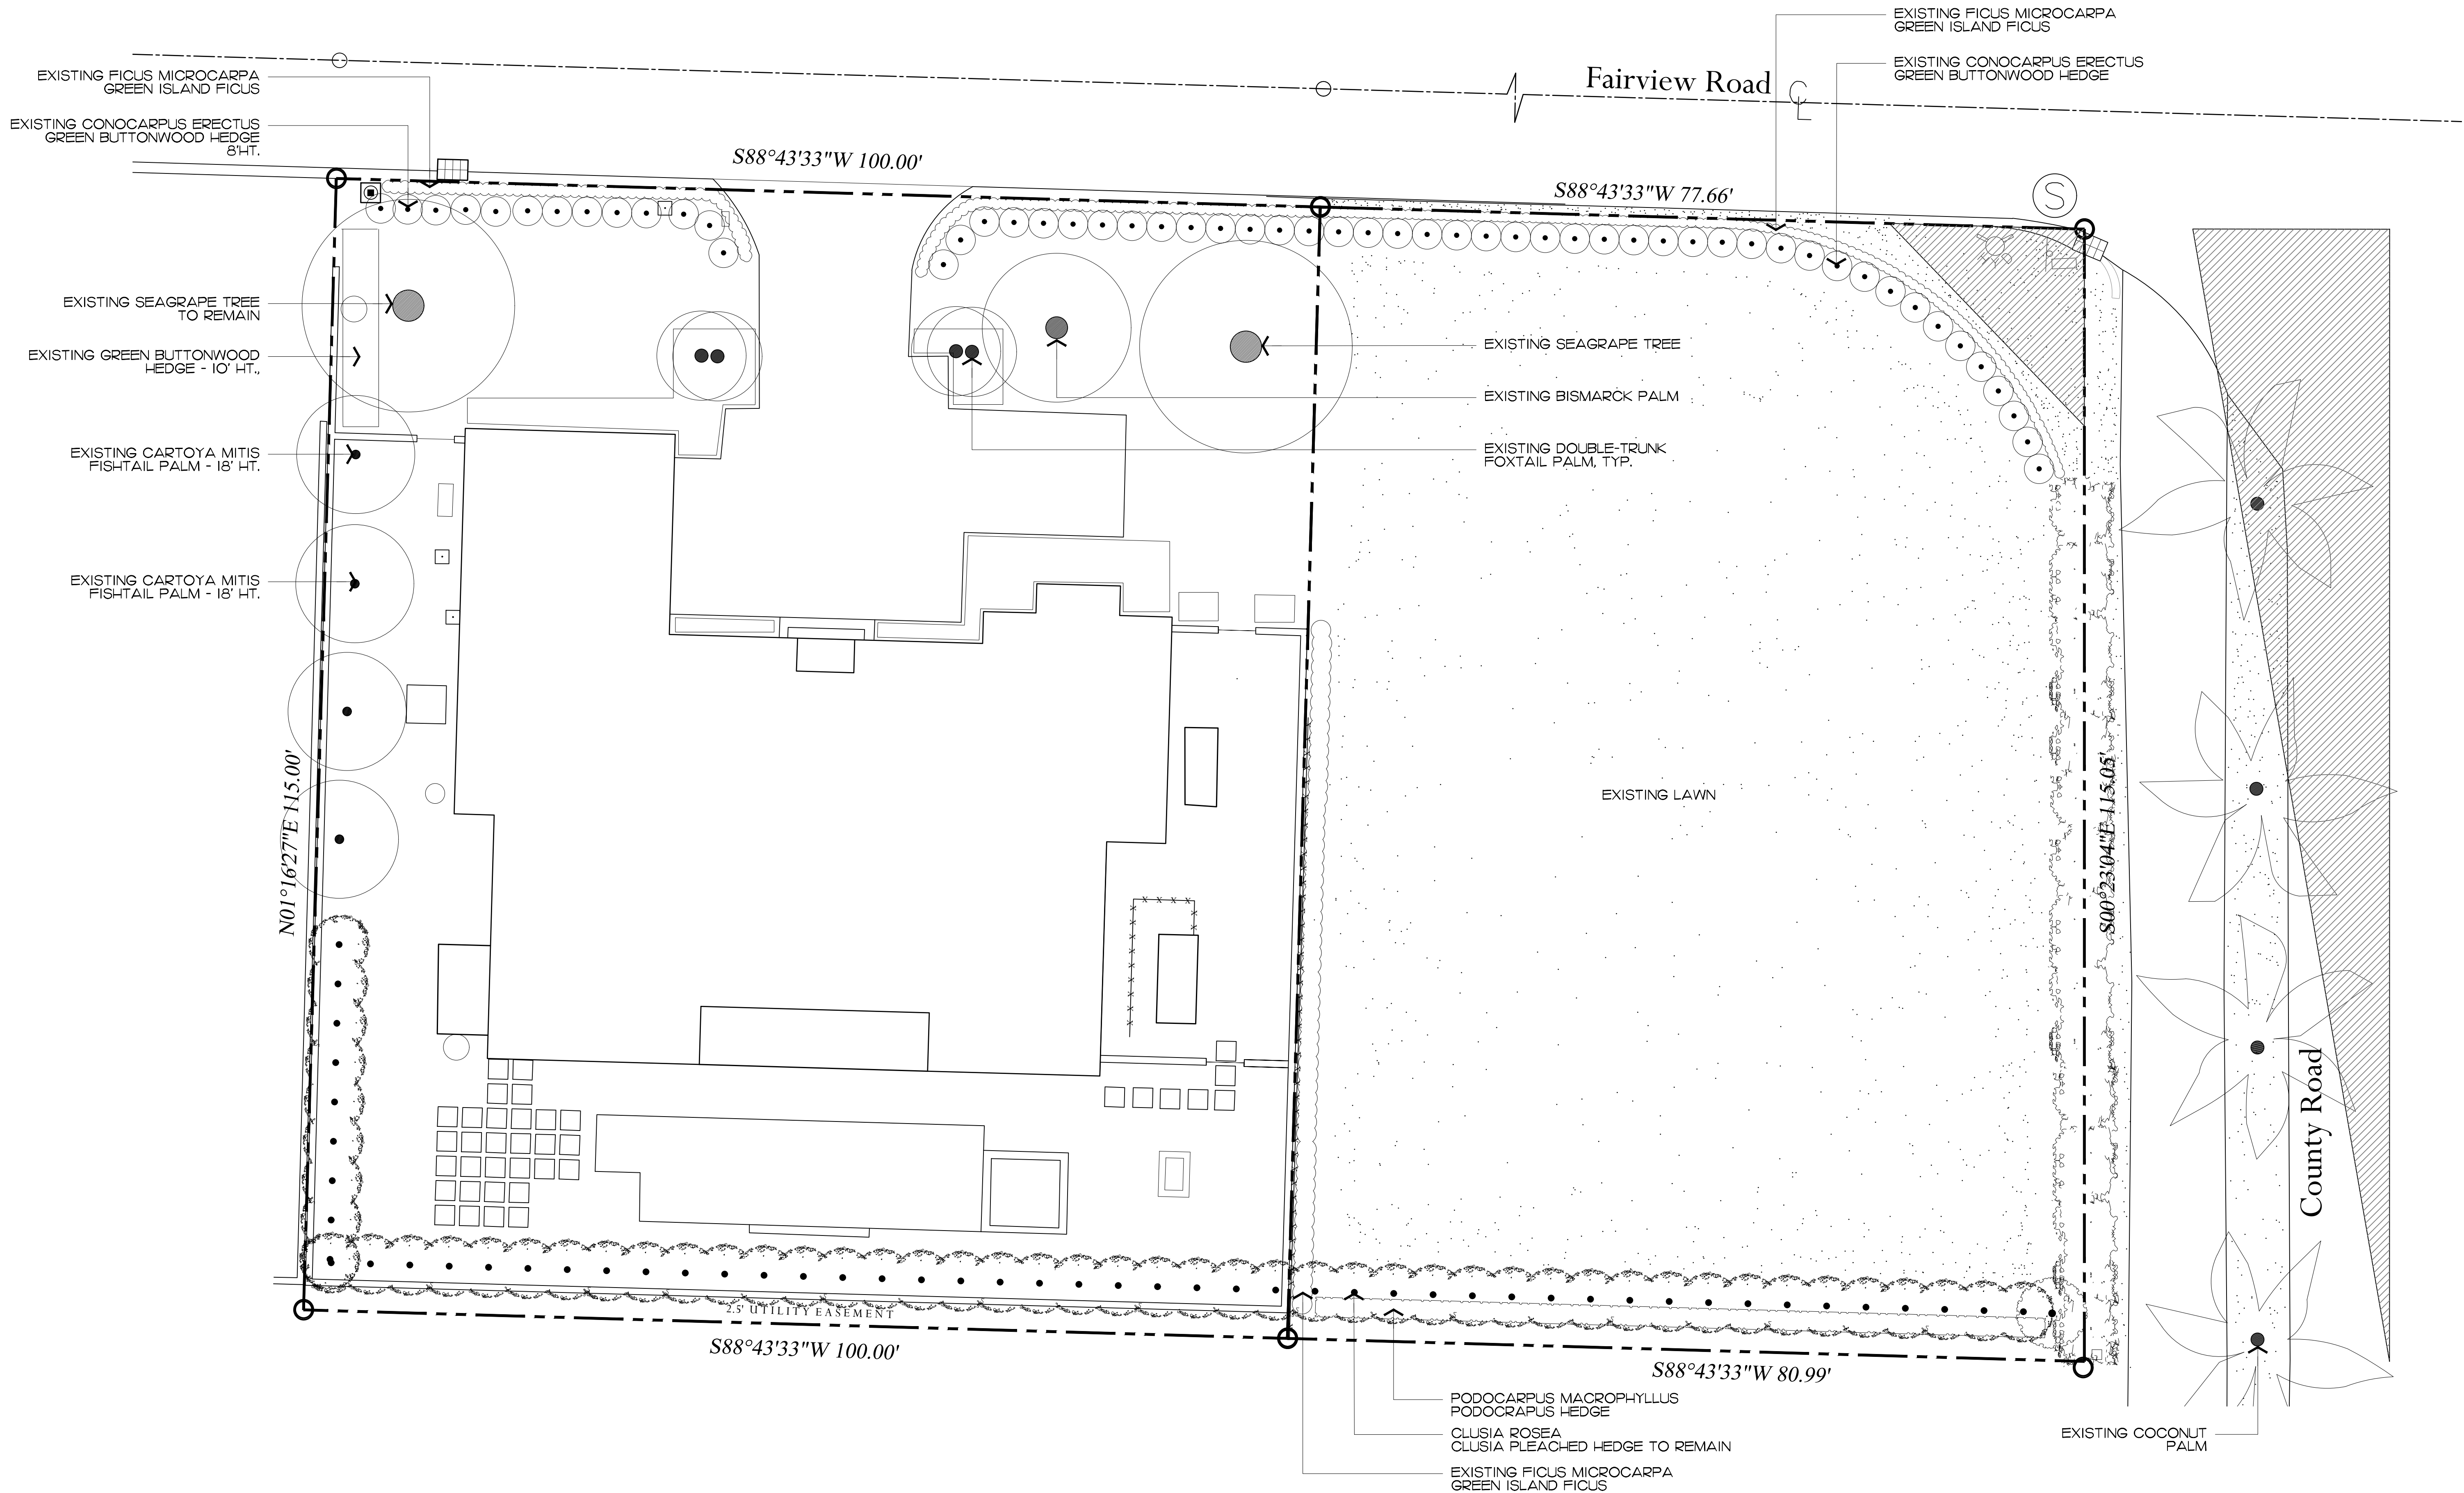 EXISTING FICUS MICROCARPA
GREEN ISLAND FICUS
EXISTING CONOCARPUS ERECTUS
GREEN BUTTONWOOD HEDGE
Fairview Road
CL
EXISTING FICUS MICROCARPA
GREEN ISLAND FICUS
EXISTING CONOCARPUS ERECTUS
GREEN BUTTONWOOD HEDGE
8'HT.
S88°43'33"W 100.00'
S88°43'33"W 77.66'
S
EXISTING SEAGRAPE TREE
TO REMAIN
EXISTING GREEN BUTTONWOOD
HEDGE - 10' HT.,
EXISTING SEAGRAPE TREE
EXISTING BISMARCK PALM
EXISTING DOUBLE-TRUNK
FOXTAIL PALM, TYP.
EXISTING CARTOYA MITIS
FISHTAIL PALM - 18' HT.
EXISTING CARTOYA MITIS
FISHTAIL PALM - 18' HT.
EXISTING LAWN
N01°16'27"E 115.00'
S00°23'04"E 115.05'
X X X X
County Road
2.5' UTILITY EASEMENT
S88°43'33"W 100.00'
S88°43'33"W 80.99'
PODOCARPUS MACROPHYLLUS
PODOCRAPUS HEDGE
CLUSIA ROSEA
CLUSIA PLEACHED HEDGE TO REMAIN
EXISTING FICUS MICROCARPA
GREEN ISLAND FICUS
EXISTING COCONUT
PALM